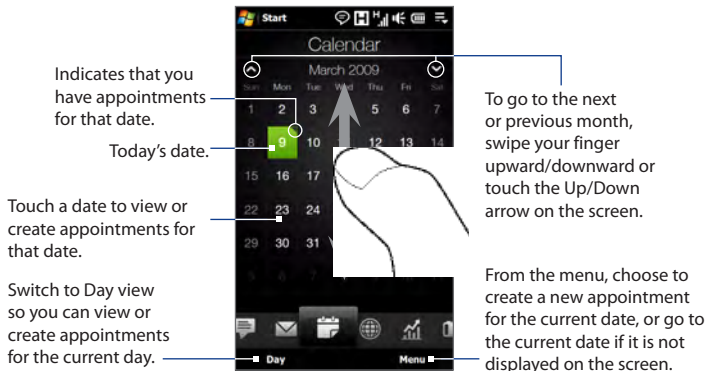 Start
Calendar
March 2009
Sun Mon Tue Wed Thu Fri Sat
1 2 3 5 6 7
8 9 10 12 13 14
15 16 17
22 23 24
29 30 31
Day Menu
Indicates that you
have appointments
for that date.
Today's date.
Touch a date to view or
create appointments for
that date.
Switch to Day view
so you can view or
create appointments
for the current day.
To go to the next
or previous month,
swipe your finger
upward/downward or
touch the Up/Down
arrow on the screen.
From the menu, choose to
create a new appointment
for the current date, or go to
the current date if it is not
displayed on the screen.